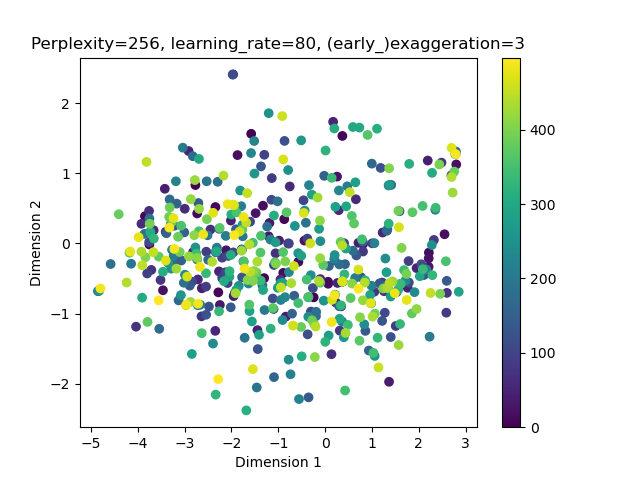 Perplexity=256, learning_rate=80, (early_)exaggeration=3
Dimension 2
2
1
0
−1
−2
−5 −4 −3 −2 −1 0 1 2 3
Dimension 1
400
300
200
100
0